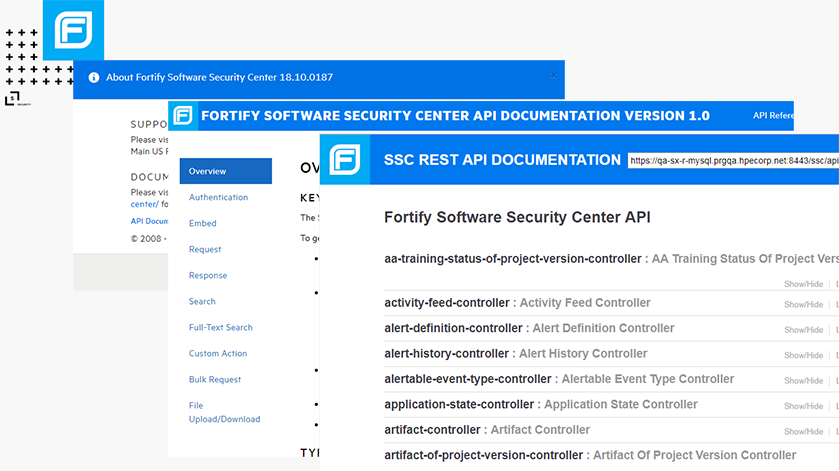 SECURITY
About Fortify Software Security Center 18.10.0187
SUPPO
Please vis
Main US P
DOCUM
Please vis
center/ fo
API Docum
© 2008 -
FORTIFY SOFTWARE SECURITY CENTER API DOCUMENTATION VERSION 1.0
API Refere
Overview
Authentication
Embed
Request
Response
Search
Full-Text Search
Custom Action
Bulk Request
File
Upload/Download
OV
KEY
The S
To ge
TYP
SSC REST API DOCUMENTATION
https://qa-sx-r-mysql.prgqa.hpecorp.net:8443/ssc/api
Fortify Software Security Center API
aa-training-status-of-project-version-controller : AA Training Status Of Project Vers
Show/Hide
activity-feed-controller : Activity Feed Controller
Show/Hide
alert-definition-controller : Alert Definition Controller
Show/Hide
alert-history-controller : Alert History Controller
Show/Hide
alertable-event-type-controller : Alertable Event Type Controller
Show/Hide
application-state-controller : Application State Controller
Show/Hide
artifact-controller : Artifact Controller
Show/Hide
artifact-of-project-version-controller : Artifact Of Project Version Controller